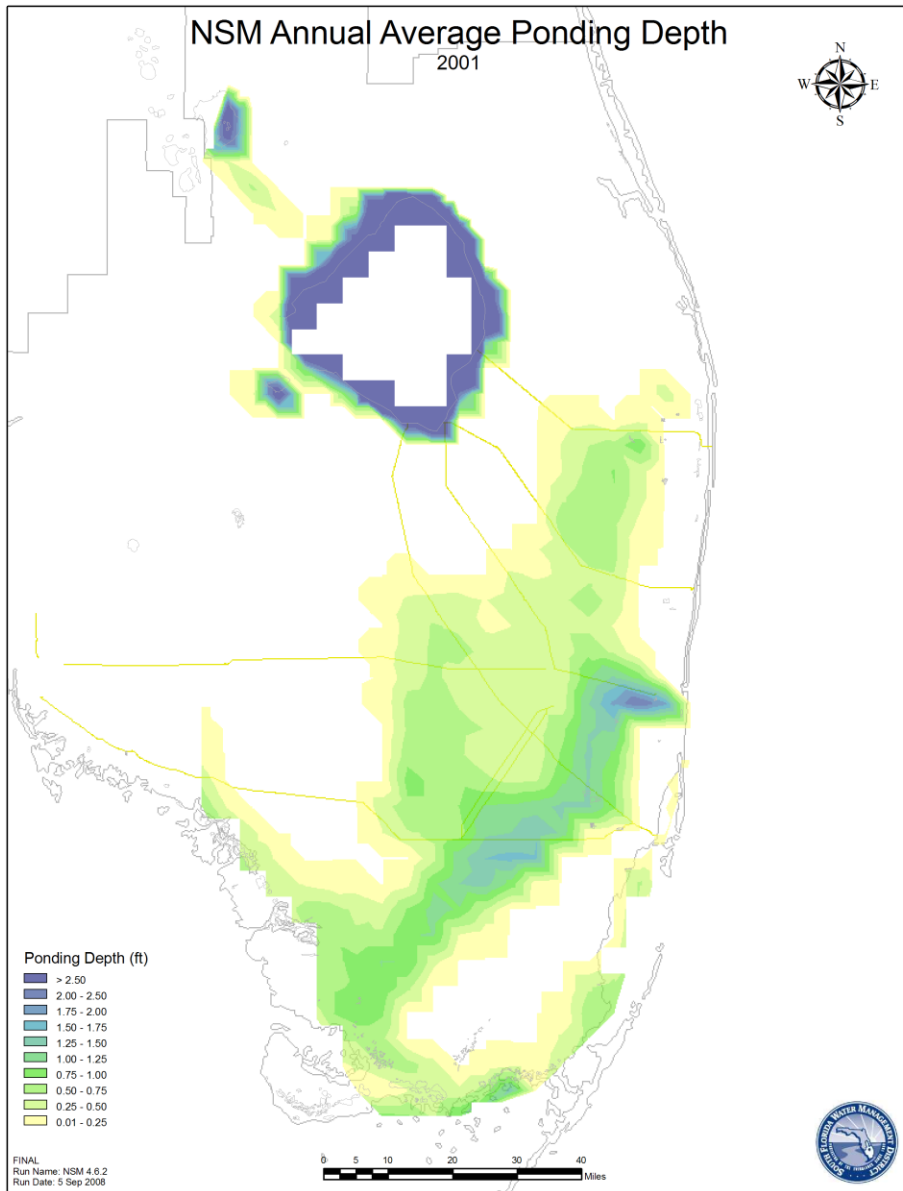 NSM Annual Average Ponding Depth
2001
N
W E
S
Ponding Depth (ft)
> 2.50
2.00 - 2.50
1.75 - 2.00
1.50 - 1.75
1.25 - 1.50
1.00 - 1.25
0.75 - 1.00
0.50 - 0.75
0.25 - 0.50
0.01 - 0.25
FINAL
Run Name: NSM 4.6.2
Run Date: 5 Sep 2008
0 5 10 20 30 40
Miles
SOUTH FLORIDA WATER MANAGEMENT DISTRICT